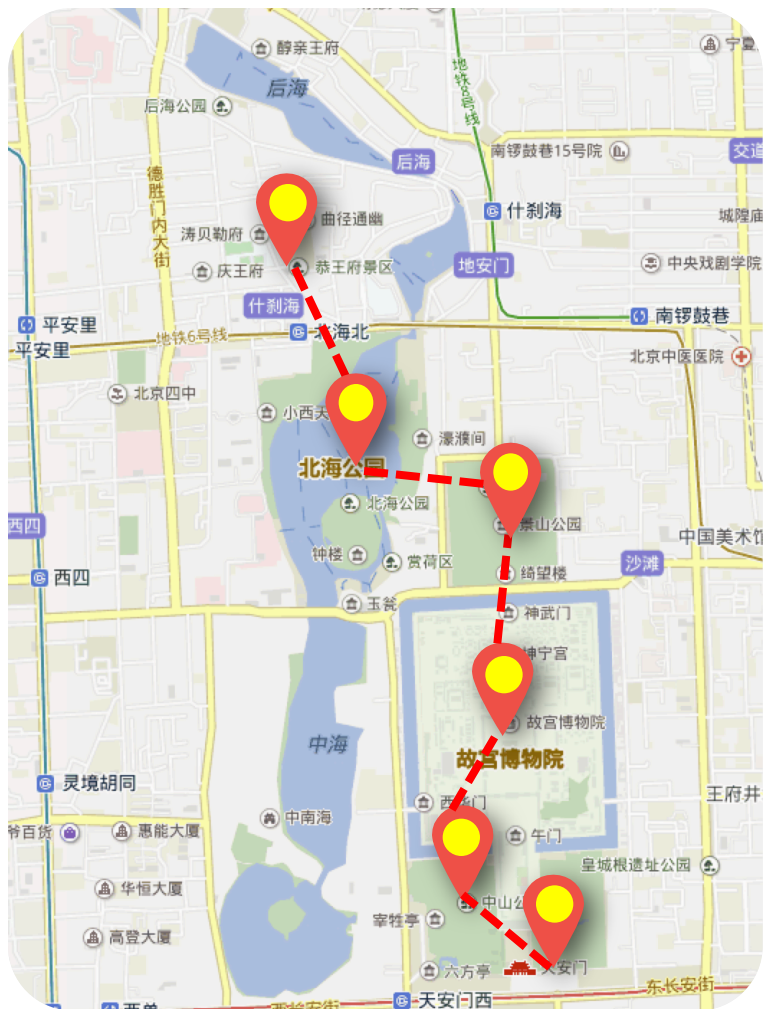 醇亲王府
宁夏
后海
后海公园
地铁8号线
南锣鼓巷15号院
交道
后海
德胜门内大街
什刹海
曲径通幽
城隍庙
涛贝勒府
地安门
中央戏剧学院
庆王府
恭王府景区
什刹海
南锣鼓巷
平安里
北海北
地铁6号线
平安里
北京中医医院
北京四中
小西天
濠濮间
北海公园
北海公园
景山公园
西四
中国美术馆
钟楼
赏荷区
绮望楼
沙滩
西四
玉瓮
神武门
坤宁宫
故宫博物院
中海
故宫博物院
灵境胡同
王府井
西华门
中南海
爷百货
惠能大厦
午门
皇城根遗址公园
华恒大厦
中山公
宰牲亭
高登大厦
六方亭
天安门
东长安街
天安门西